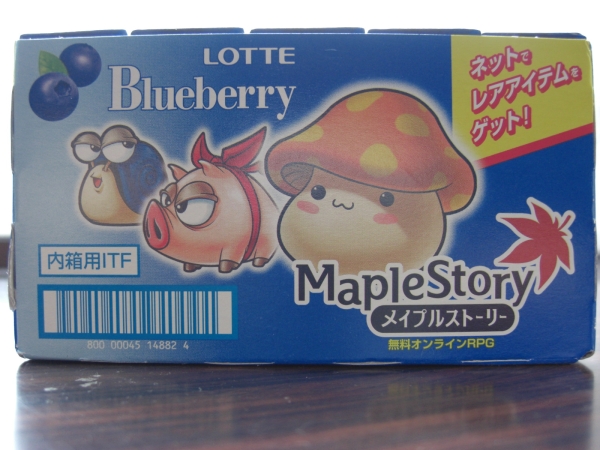 LOTTE
Blueberry
ネットで
レアアイテムを
ゲット!
内箱用ITF
800 00045 14882 4
MapleStory
メイプルストーリー
無料オンラインRPG